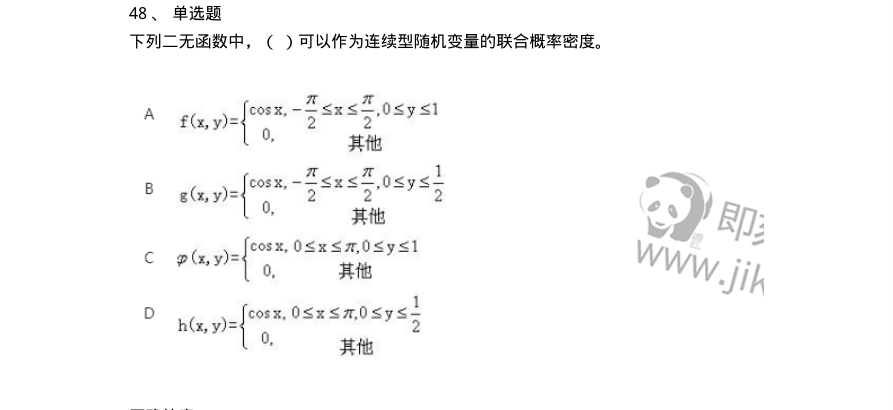 48 、 单选题
下列二无函数中，（ ）可以作为连续型随机变量的联合概率密度。
A f(x, y)={cos x, -π/2≤x≤π/2, 0≤y≤1
0, 其他
B g(x, y)={cos x, -π/2≤x≤π/2, 0≤y≤1/2
0, 其他
C φ(x, y)={cos x, 0≤x≤π, 0≤y≤1
0, 其他
D h(x, y)={cos x, 0≤x≤π, 0≤y≤1/2
0, 其他
即
www.jik